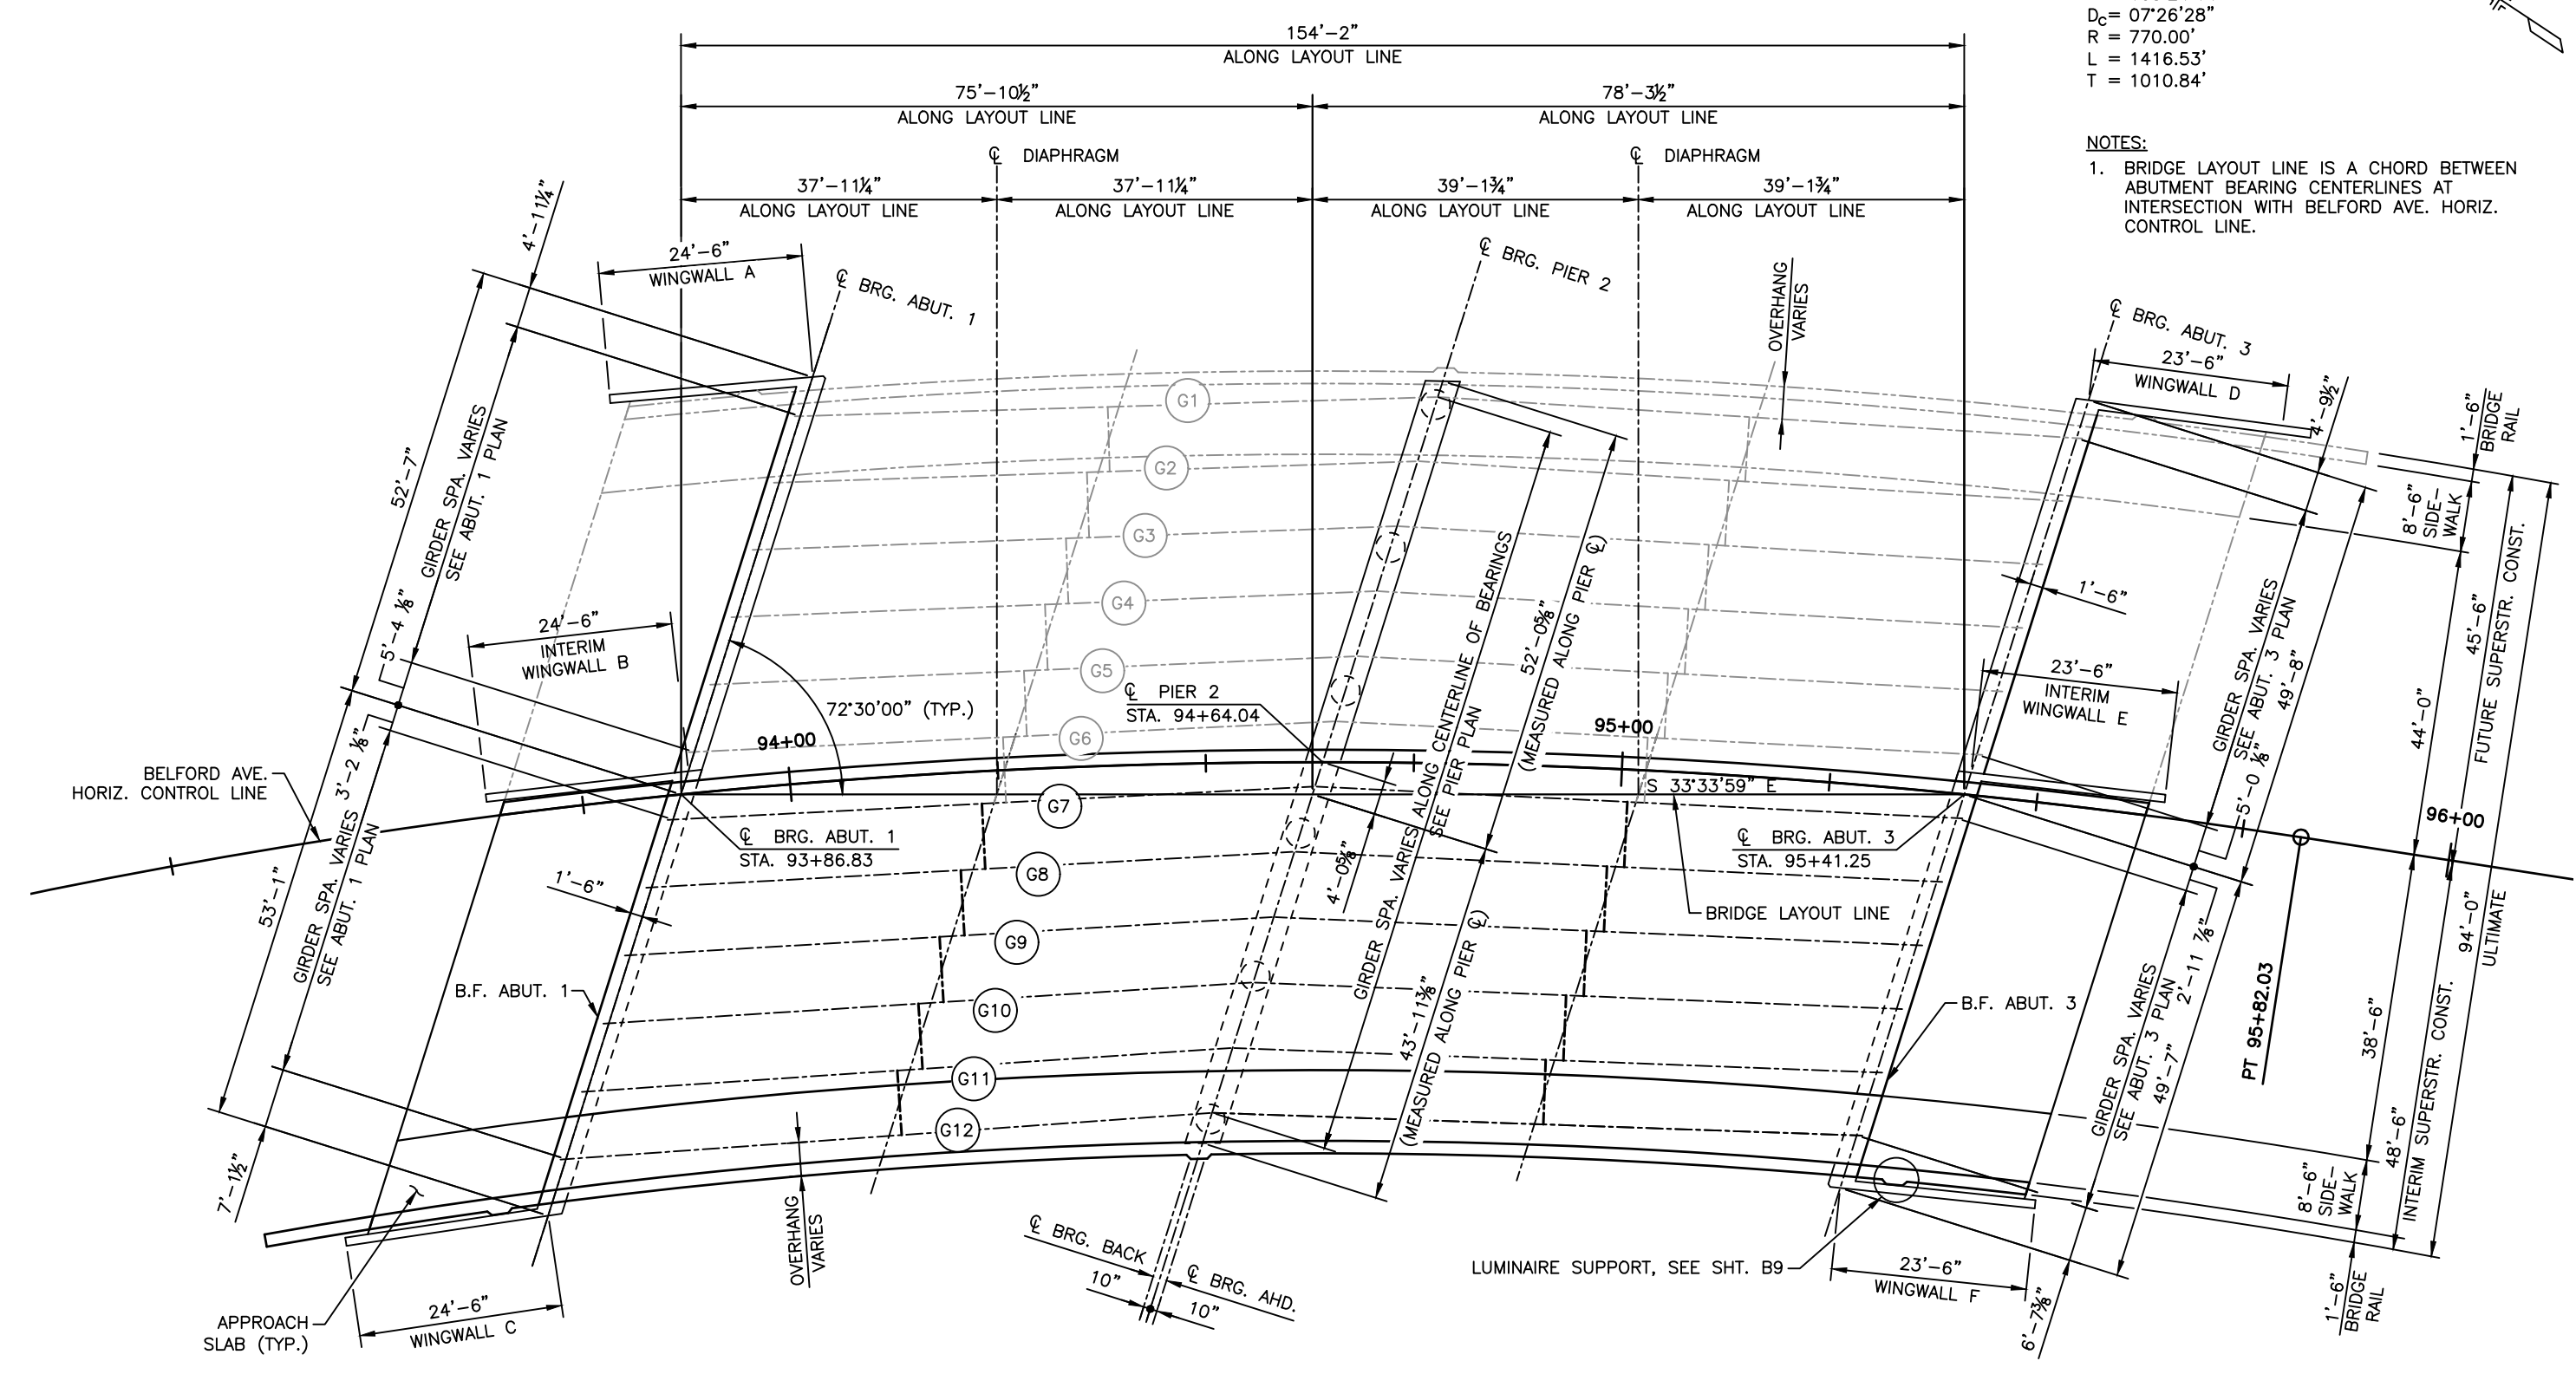 154'-2"
ALONG LAYOUT LINE
75'-10½"
ALONG LAYOUT LINE
78'-3½"
ALONG LAYOUT LINE
℄ DIAPHRAGM
℄ DIAPHRAGM
37'-11¼"
ALONG LAYOUT LINE
37'-11¼"
ALONG LAYOUT LINE
39'-1¾"
ALONG LAYOUT LINE
39'-1¾"
ALONG LAYOUT LINE
Dc= 07°26'28"
R = 770.00'
L = 1416.53'
T = 1010.84'
NOTES:
1. BRIDGE LAYOUT LINE IS A CHORD BETWEEN
ABUTMENT BEARING CENTERLINES AT
INTERSECTION WITH BELFORD AVE. HORIZ.
CONTROL LINE.
4'-11¼"
24'-6"
WINGWALL A
℄ BRG. ABUT. 1
℄ BRG. PIER 2
OVERHANG
VARIES
℄ BRG. ABUT. 3
23'-6"
WINGWALL D
4'-9½"
1'-6"
BRIDGE
RAIL
8'-6"
SIDE-
WALK
52'-7"
GIRDER SPA. VARIES
SEE ABUT. 1 PLAN
5'-4 ⅛"
24'-6"
INTERIM
WINGWALL B
G1
G2
G3
G4
G5
G6
72°30'00" (TYP.)
℄ PIER 2
STA. 94+64.04
GIRDER SPA. VARIES ALONG CENTERLINE OF BEARINGS
SEE PIER PLAN
52'-0⅝"
(MEASURED ALONG PIER ℄)
1'-6"
23'-6"
INTERIM
WINGWALL E
GIRDER SPA. VARIES
SEE ABUT. 3 PLAN
49'-8"
5'-0 ⅛"
44'-0"
45'-6"
FUTURE SUPERSTR. CONST.
94+00
95+00
96+00
S 33°33'59" E
BELFORD AVE.
HORIZ. CONTROL LINE
3'-2 ⅛"
GIRDER SPA. VARIES
SEE ABUT. 1 PLAN
53'-1"
℄ BRG. ABUT. 1
STA. 93+86.83
℄ BRG. ABUT. 3
STA. 95+41.25
BRIDGE LAYOUT LINE
G7
G8
G9
G10
G11
G12
1'-6"
B.F. ABUT. 1
4'-0⅝"
43'-11⅜"
(MEASURED ALONG PIER ℄)
B.F. ABUT. 3
2'-11 ⅞"
GIRDER SPA. VARIES
SEE ABUT. 3 PLAN
49'-7"
PT 95+82.03
94'-0"
ULTIMATE
38'-6"
48'-6"
INTERIM SUPERSTR. CONST.
8'-6"
SIDE-
WALK
1'-6"
BRIDGE
RAIL
7'-1½"
APPROACH
SLAB (TYP.)
24'-6"
WINGWALL C
OVERHANG
VARIES
℄ BRG. BACK
10"
℄ BRG. AHD.
10"
LUMINAIRE SUPPORT, SEE SHT. B9
23'-6"
WINGWALL F
6'-7⅜"